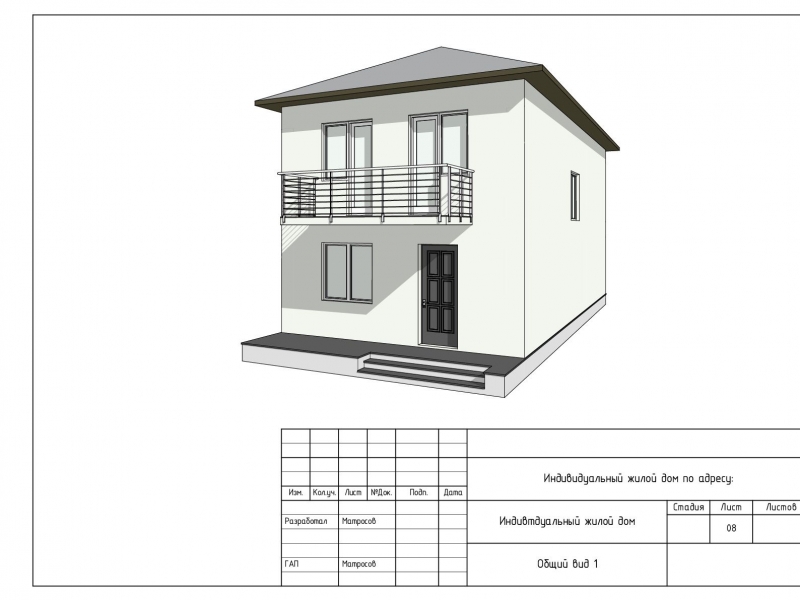 Индивидуальный жилой дом по адресу:
Изм. Кол.уч. Лист №Док. Подп. Дата
Стадия Лист Листов
Разработал Матросов
Индивтдуальный жилой дом
08
ГАП Матросов
Общий вид 1